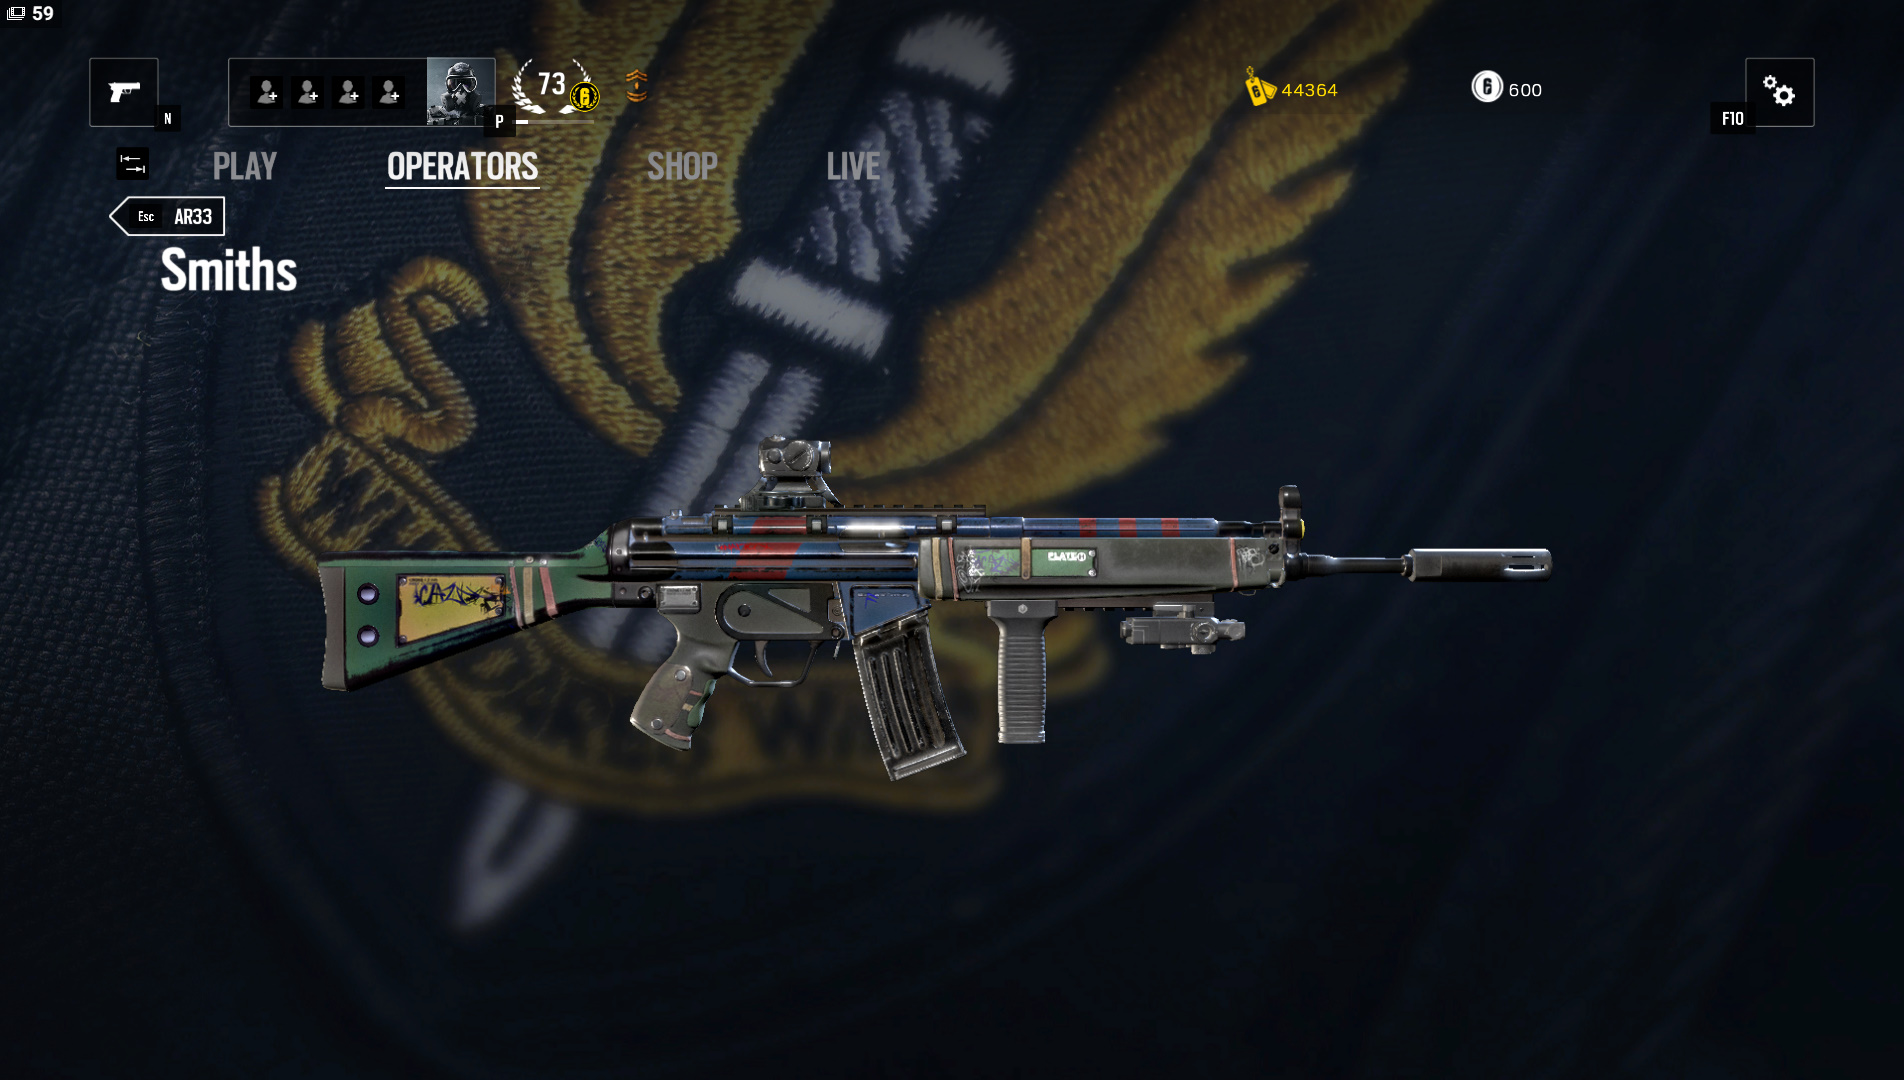 59
N
P
73
44364
600
F10
PLAY OPERATORS SHOP LIVE
Esc AR33
Smiths